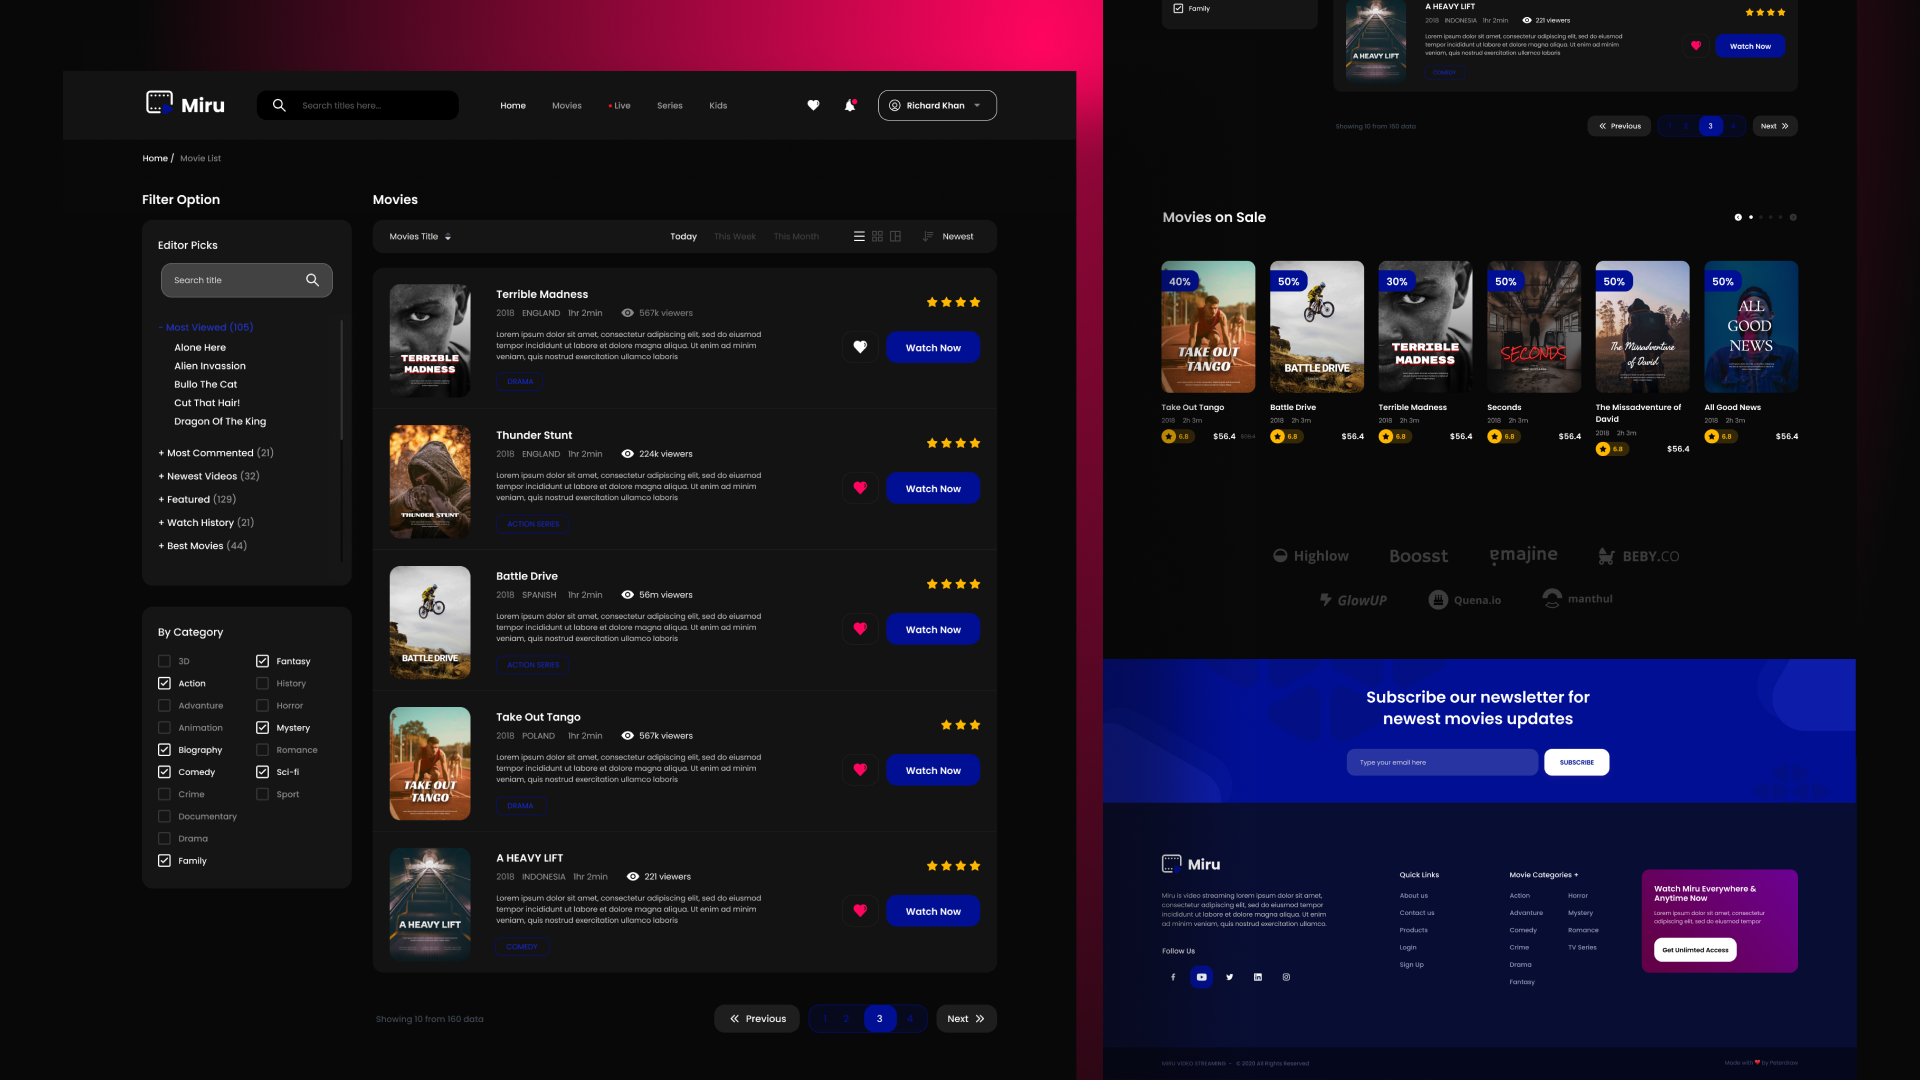 Miru
Search titles here...
Home
Movies
Live
Series
Kids
Richard Khan
Home / Movie List
Filter Option
Editor Picks
Search title
- Most Viewed (105)
Alone Here
Alien Invassion
Bullo The Cat
Cut That Hair!
Dragon Of The King
+ Most Commented (21)
+ Newest Videos (32)
+ Featured (129)
+ Watch History (21)
+ Best Movies (44)
By Category
3D
Action
Advanture
Animation
Biography
Comedy
Crime
Documentary
Drama
Family
Fantasy
History
Horror
Mystery
Romance
Sci-fi
Sport
Movies
Movies Title
Today
This Week
This Month
Newest
TERRIBLE
MADNESS
Terrible Madness
2018 ENGLAND 1hr 2min 567k viewers
Lorem ipsum dolor sit amet, consectetur adipiscing elit, sed do eiusmod
tempor incididunt ut labore et dolore magna aliqua. Ut enim ad minim
veniam, quis nostrud exercitation ullamco laboris
DRAMA
Watch Now
THUNDER STUNT
Thunder Stunt
2018 ENGLAND 1hr 2min 224k viewers
Lorem ipsum dolor sit amet, consectetur adipiscing elit, sed do eiusmod
tempor incididunt ut labore et dolore magna aliqua. Ut enim ad minim
veniam, quis nostrud exercitation ullamco laboris
ACTION SERIES
Watch Now
BATTLE DRIVE
Battle Drive
2018 SPANISH 1hr 2min 56m viewers
Lorem ipsum dolor sit amet, consectetur adipiscing elit, sed do eiusmod
tempor incididunt ut labore et dolore magna aliqua. Ut enim ad minim
veniam, quis nostrud exercitation ullamco laboris
ACTION SERIES
Watch Now
TAKE OUT
TANGO
Take Out Tango
2018 POLAND 1hr 2min 567k viewers
Lorem ipsum dolor sit amet, consectetur adipiscing elit, sed do eiusmod
tempor incididunt ut labore et dolore magna aliqua. Ut enim ad minim
veniam, quis nostrud exercitation ullamco laboris
DRAMA
Watch Now
A HEAVY LIFT
A HEAVY LIFT
2018 INDONESIA 1hr 2min 221 viewers
Lorem ipsum dolor sit amet, consectetur adipiscing elit, sed do eiusmod
tempor incididunt ut labore et dolore magna aliqua. Ut enim ad minim
veniam, quis nostrud exercitation ullamco laboris
COMEDY
Watch Now
Showing 10 from 160 data
Previous
1 2 3 4
Next
Family
A HEAVY LIFT
A HEAVY LIFT
2018 INDONESIA 1hr 2min 221 viewers
Lorem ipsum dolor sit amet, consectetur adipiscing elit, sed do eiusmod
tempor incididunt ut labore et dolore magna aliqua. Ut enim ad minim
veniam, quis nostrud exercitation ullamco laboris
COMEDY
Watch Now
Showing 10 from 160 data
Previous
1 2 3 4
Next
Movies on Sale
40%
TAKE OUT
TANGO
Take Out Tango
2018 2h 3m
6.8 $56.4
50%
BATTLE DRIVE
Battle Drive
2018 2h 3m
6.8 $56.4
30%
TERRIBLE
MADNESS
Terrible Madness
2018 2h 3m
6.8 $56.4
50%
SECONDS
Seconds
2018 2h 3m
6.8 $56.4
50%
The Missadventure
of David
The Missadventure of
David
2018 2h 3m
6.8 $56.4
50%
ALL
GOOD
NEWS
All Good News
2018 2h 3m
6.8 $56.4
Highlow
Boosst
emajine
BEBY.CO
GlowUP
Quena.io
manthul
Subscribe our newsletter for
newest movies updates
Type your email here
SUBSCRIBE
Miru
Miru is video streaming lorem ipsum dolor sit amet,
consectetur adipiscing elit, sed do eiusmod tempor
incididunt ut labore et dolore magna aliqua. Ut enim
ad minim veniam, quis nostrud exercitation ullamco.
Follow Us
Quick Links
About us
Contact us
Products
Login
Sign Up
Movie Categories +
Action
Advanture
Comedy
Crime
Drama
Fantasy
Horror
Mystery
Romance
TV Series
Watch Miru Everywhere &
Anytime Now
Lorem ipsum dolor sit amet, consectetur
adipiscing elit, sed do eiusmod tempor
Get Unlimted Access
MIRU VIDEO STREAMING - © 2020 All Rights Reserved
Made with ❤ by Peterdraw